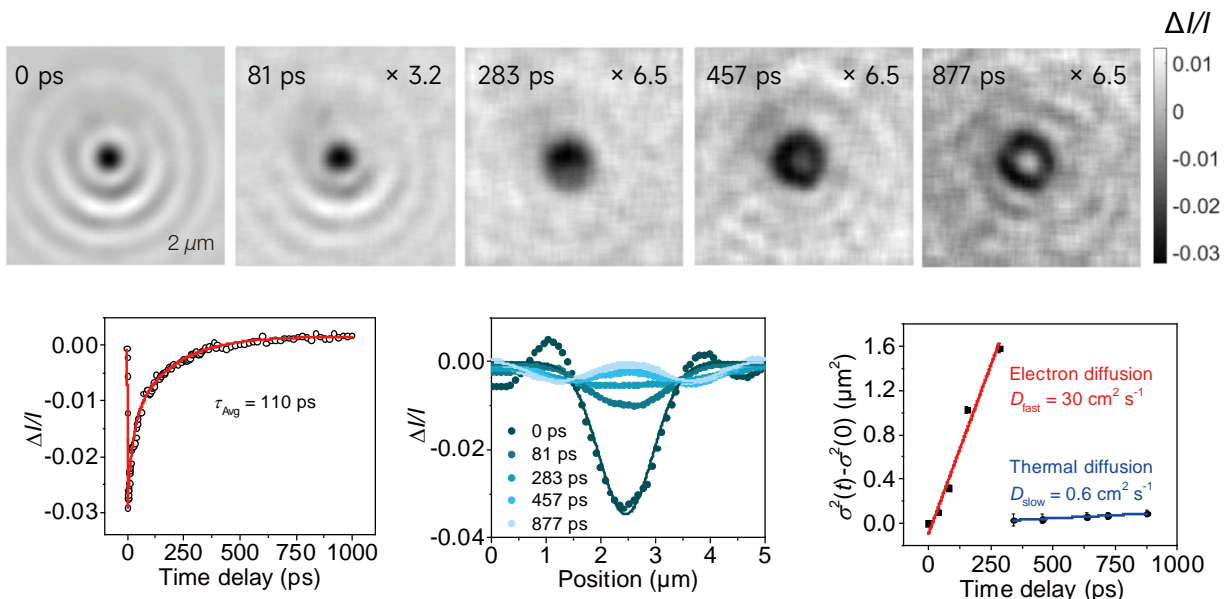 ΔI/I
0 ps
81 ps × 3.2
283 ps × 6.5
457 ps × 6.5
877 ps × 6.5
2 μm
0.01
0
-0.01
-0.02
-0.03
ΔI/I
0.00
-0.01
-0.02
-0.03
τAvg = 110 ps
0 250 500 750 1000
Time delay (ps)
ΔI/I
0.00
-0.02
-0.04
0 ps
81 ps
283 ps
457 ps
877 ps
0 1 2 3 4 5
Position (μm)
σ²(t)-σ²(0) (μm²)
1.6
1.2
0.8
0.4
0.0
Electron diffusion
Dfast = 30 cm² s⁻¹
Thermal diffusion
Dslow = 0.6 cm² s⁻¹
0 250 500 750 1000
Time delay (ps)